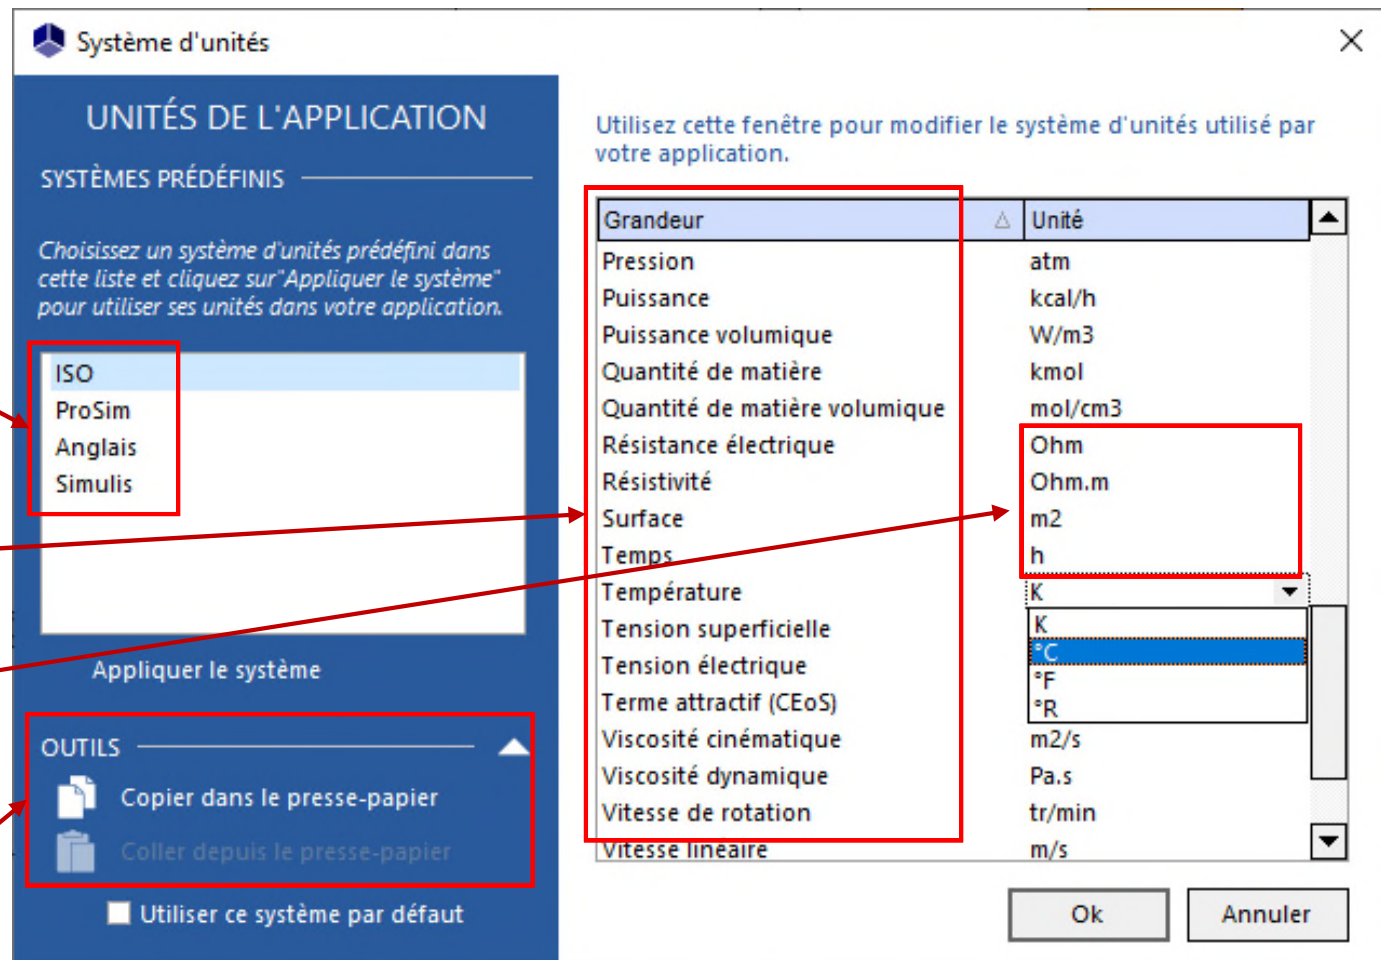 Système d'unités
UNITÉS DE L'APPLICATION
SYSTÈMES PRÉDÉFINIS
Choisissez un système d'unités prédéfini dans
cette liste et cliquez sur"Appliquer le système"
pour utiliser ses unités dans votre application.
ISO
ProSim
Anglais
Simulis
Appliquer le système
OUTILS
Copier dans le presse-papier
Coller depuis le presse-papier
Utiliser ce système par défaut
Utilisez cette fenêtre pour modifier le système d'unités utilisé par
votre application.
Grandeur Unité
Pression atm
Puissance kcal/h
Puissance volumique W/m3
Quantité de matière kmol
Quantité de matière volumique mol/cm3
Résistance électrique Ohm
Résistivité Ohm.m
Surface m2
Temps h
Température K
Tension superficielle K
Tension électrique °C
°F
Terme attractif (CEoS) °R
Viscosité cinématique m2/s
Viscosité dynamique Pa.s
Vitesse de rotation tr/min
Vitesse linéaire m/s
Ok Annuler